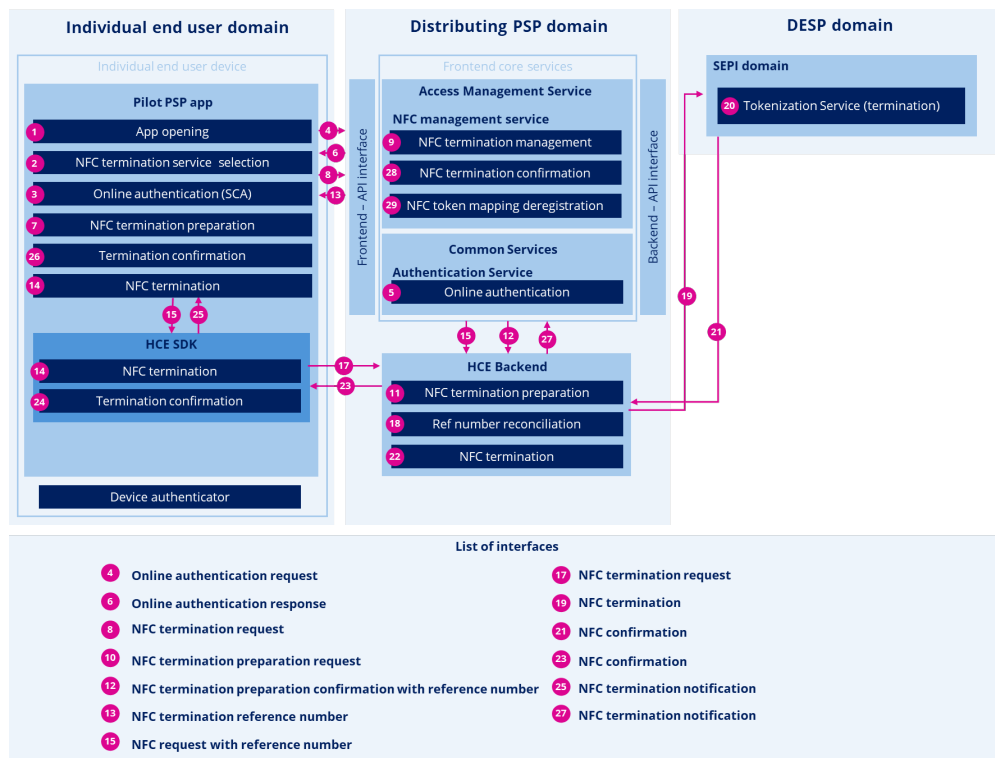 Individual end user domain
Individual end user device
Pilot PSP app
1 App opening
2 NFC termination service selection
3 Online authentication (SCA)
7 NFC termination preparation
26 Termination confirmation
14 NFC termination
15
25
HCE SDK
14 NFC termination
24 Termination confirmation
Device authenticator
4
6
8
13
17
23
Distributing PSP domain
Frontend – API interface
Frontend core services
Access Management Service
NFC management service
9 NFC termination management
28 NFC termination confirmation
29 NFC token mapping deregistration
Common Services
Authentication Service
5 Online authentication
Backend – API interface
15
12
27
HCE Backend
11 NFC termination preparation
18 Ref number reconciliation
22 NFC termination
DESP domain
SEPI domain
20 Tokenization Service (termination)
19
21
List of interfaces
4 Online authentication request
6 Online authentication response
8 NFC termination request
10 NFC termination preparation request
12 NFC termination preparation confirmation with reference number
13 NFC termination reference number
15 NFC request with reference number
17 NFC termination request
19 NFC termination
21 NFC confirmation
23 NFC confirmation
25 NFC termination notification
27 NFC termination notification